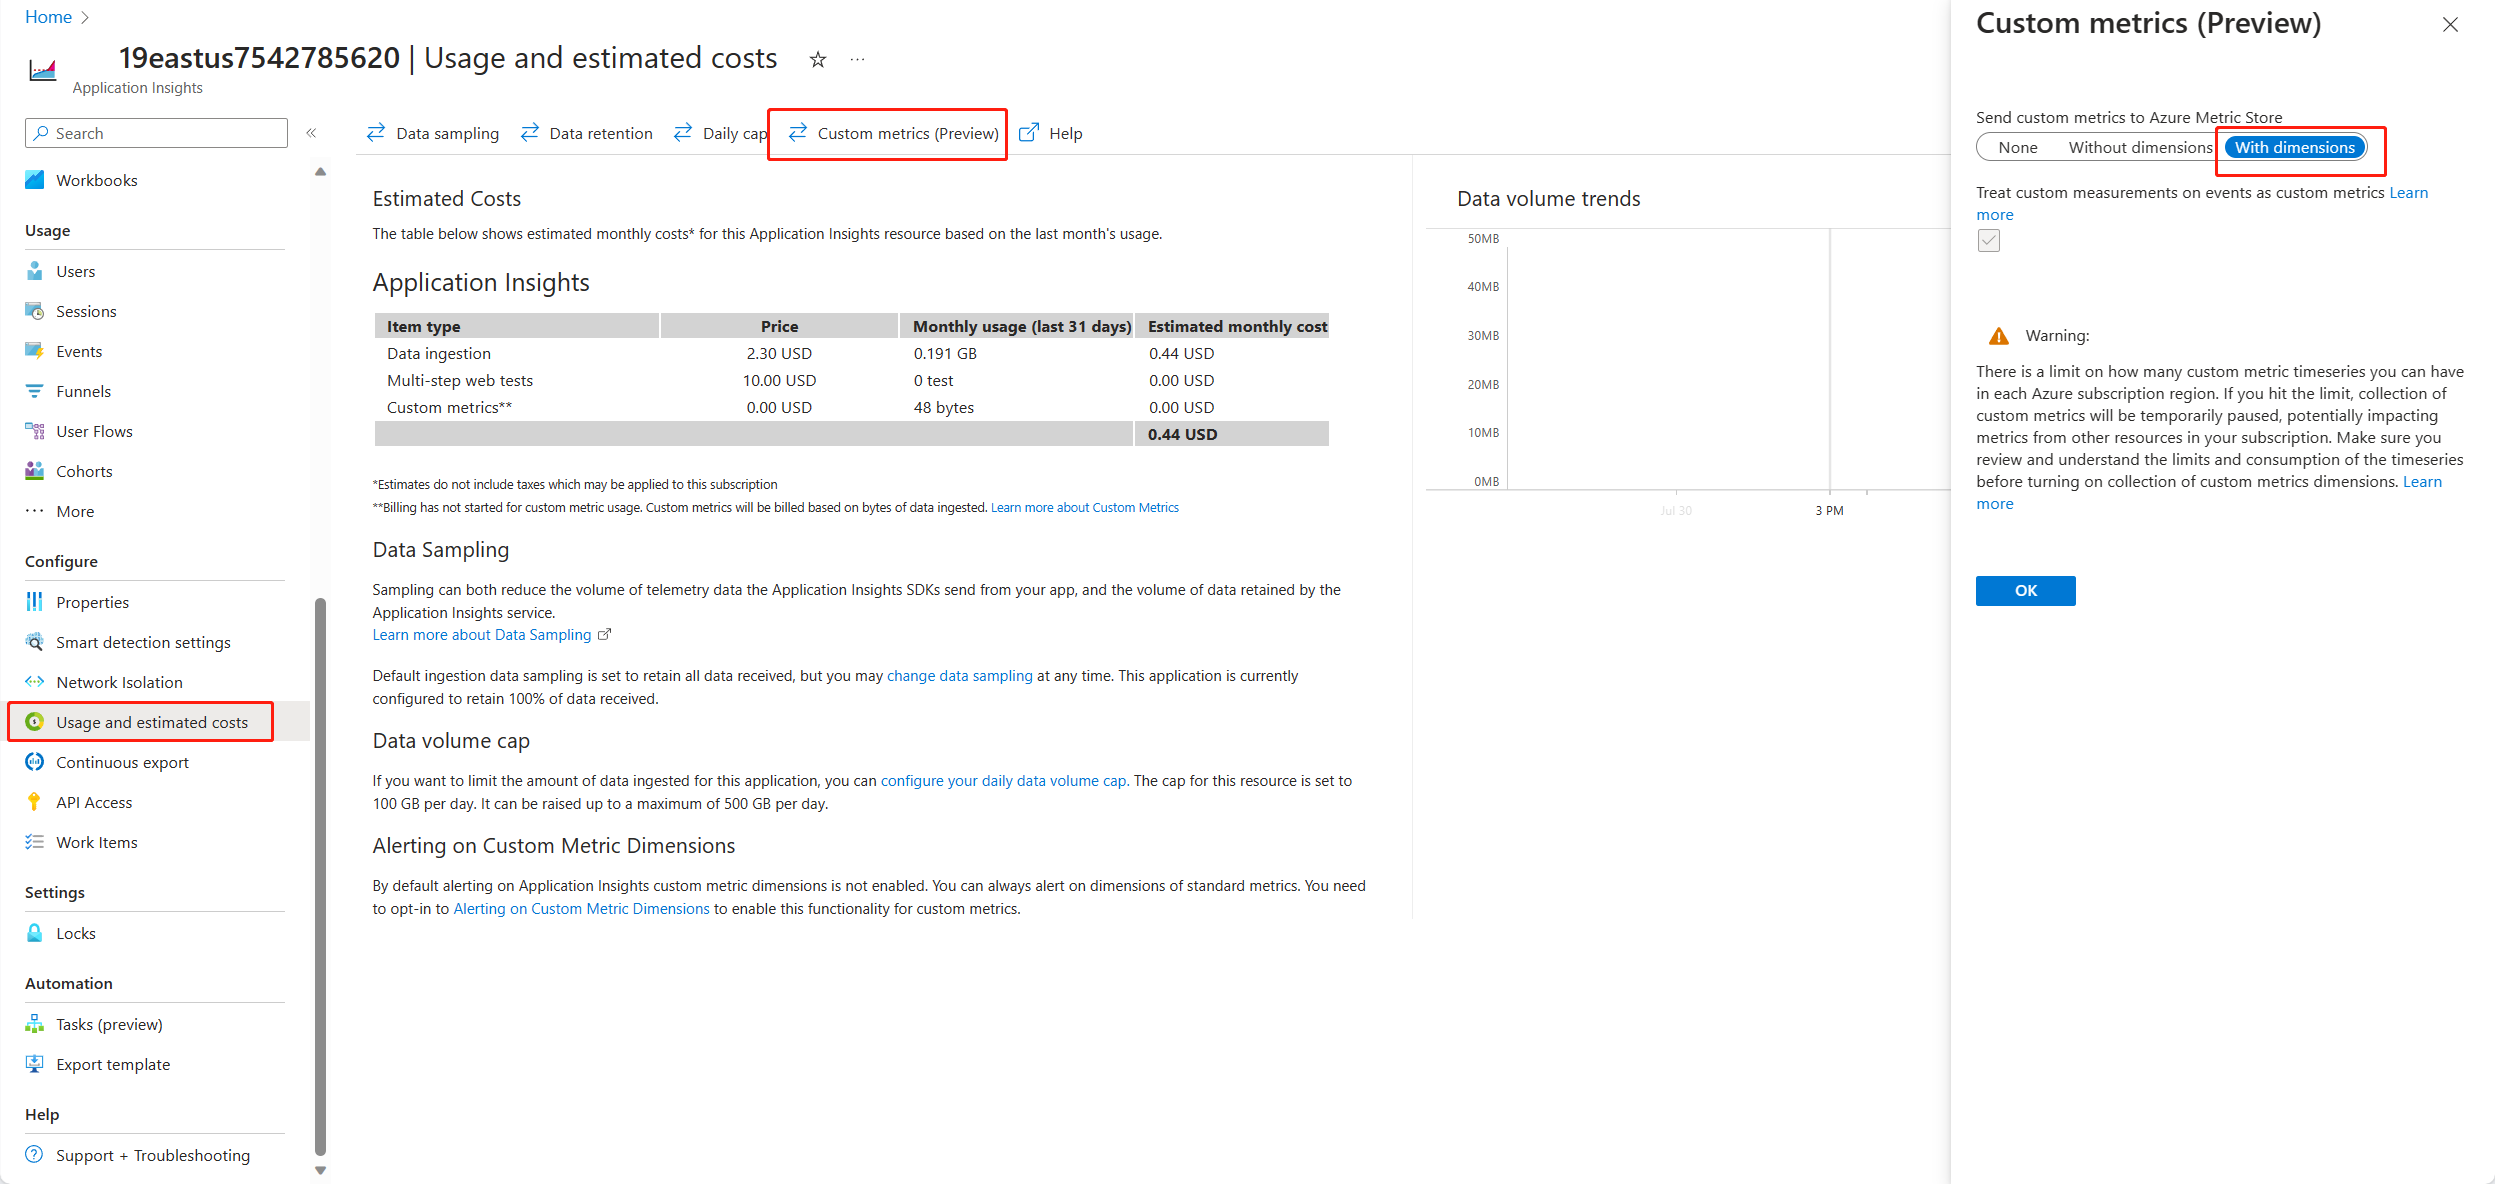 Home
19eastus7542785620 | Usage and estimated costs
Application Insights
Search
Workbooks
Usage
Users
Sessions
Events
Funnels
User Flows
Cohorts
More
Configure
Properties
Smart detection settings
Network Isolation
Usage and estimated costs
Continuous export
API Access
Work Items
Settings
Locks
Automation
Tasks (preview)
Export template
Help
Support + Troubleshooting
Data sampling
Data retention
Daily cap
Custom metrics (Preview)
Help
Estimated Costs
The table below shows estimated monthly costs* for this Application Insights resource based on the last month's usage.
Application Insights
Item type Price Monthly usage (last 31 days) Estimated monthly cost
Data ingestion 2.30 USD 0.191 GB 0.44 USD
Multi-step web tests 10.00 USD 0 test 0.00 USD
Custom metrics** 0.00 USD 48 bytes 0.00 USD
0.44 USD
*Estimates do not include taxes which may be applied to this subscription
**Billing has not started for custom metric usage. Custom metrics will be billed based on bytes of data ingested. Learn more about Custom Metrics
Data Sampling
Sampling can both reduce the volume of telemetry data the Application Insights SDKs send from your app, and the volume of data retained by the
Application Insights service.
Learn more about Data Sampling
Default ingestion data sampling is set to retain all data received, but you may change data sampling at any time. This application is currently
configured to retain 100% of data received.
Data volume cap
If you want to limit the amount of data ingested for this application, you can configure your daily data volume cap. The cap for this resource is set to
100 GB per day. It can be raised up to a maximum of 500 GB per day.
Alerting on Custom Metric Dimensions
By default alerting on Application Insights custom metric dimensions is not enabled. You can always alert on dimensions of standard metrics. You need
to opt-in to Alerting on Custom Metric Dimensions to enable this functionality for custom metrics.
Data volume trends
50MB
40MB
30MB
20MB
10MB
0MB
Jul 30
3 PM
Custom metrics (Preview)
Send custom metrics to Azure Metric Store
None Without dimensions With dimensions
Treat custom measurements on events as custom metrics Learn
more
Warning:
There is a limit on how many custom metric timeseries you can have
in each Azure subscription region. If you hit the limit, collection of
custom metrics will be temporarily paused, potentially impacting
metrics from other resources in your subscription. Make sure you
review and understand the limits and consumption of the timeseries
before turning on collection of custom metrics dimensions. Learn
more
OK